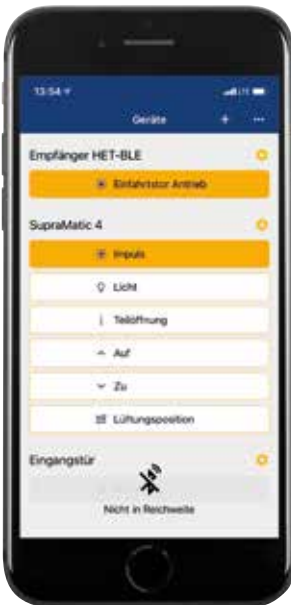 13:54
LTE
Geräte
Empfänger HET-BLE
Einfahrtstor Antrieb
SupraMatic 4
Impuls
Licht
Teilöffnung
Auf
Zu
Lüftungsposition
Eingangstür
Nicht in Reichweite